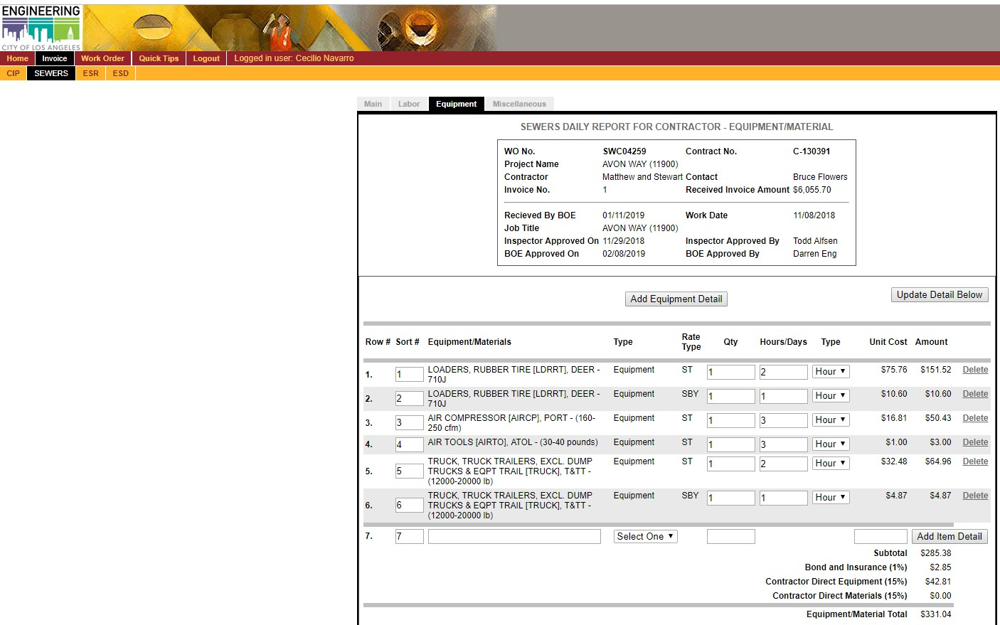 ENGINEERING
CITY OF LOS ANGELES
Home Invoice Work Order Quick Tips Logout Logged in user: Cecilio Navarro
CIP SEWERS ESR ESD
Main Labor Equipment Miscellaneous
SEWERS DAILY REPORT FOR CONTRACTOR - EQUIPMENT/MATERIAL
WO No. SWC04259 Contract No. C-130391
Project Name AVON WAY (11900)
Contractor Matthew and Stewart Contact Bruce Flowers
Invoice No. 1 Received Invoice Amount $6,055.70
Recieved By BOE 01/11/2019 Work Date 11/08/2018
Job Title AVON WAY (11900)
Inspector Approved On 11/29/2018 Inspector Approved By Todd Alfsen
BOE Approved On 02/08/2019 BOE Approved By Darren Eng
Add Equipment Detail Update Detail Below
Row # Sort # Equipment/Materials Type Rate Type Qty Hours/Days Type Unit Cost Amount
1. 1 LOADERS, RUBBER TIRE [LDRRT], DEER - Equipment ST 1 2 Hour $75.76 $151.52 Delete
710J
2. 2 LOADERS, RUBBER TIRE [LDRRT], DEER - Equipment SBY 1 1 Hour $10.60 $10.60 Delete
710J
3. 3 AIR COMPRESSOR [AIRCP], PORT - (160- Equipment ST 1 3 Hour $16.81 $50.43 Delete
250 cfm)
4. 4 AIR TOOLS [AIRTO], ATOL - (30-40 pounds) Equipment ST 1 3 Hour $1.00 $3.00 Delete
5. 5 TRUCK, TRUCK TRAILERS, EXCL. DUMP Equipment ST 1 2 Hour $32.48 $64.96 Delete
TRUCKS & EQPT TRAIL [TRUCK], T&TT -
(12000-20000 lb)
6. 6 TRUCK, TRUCK TRAILERS, EXCL. DUMP Equipment SBY 1 1 Hour $4.87 $4.87 Delete
TRUCKS & EQPT TRAIL [TRUCK], T&TT -
(12000-20000 lb)
7. 7 Select One Add Item Detail
Subtotal $285.38
Bond and Insurance (1%) $2.85
Contractor Direct Equipment (15%) $42.81
Contractor Direct Materials (15%) $0.00
Equipment/Material Total $331.04